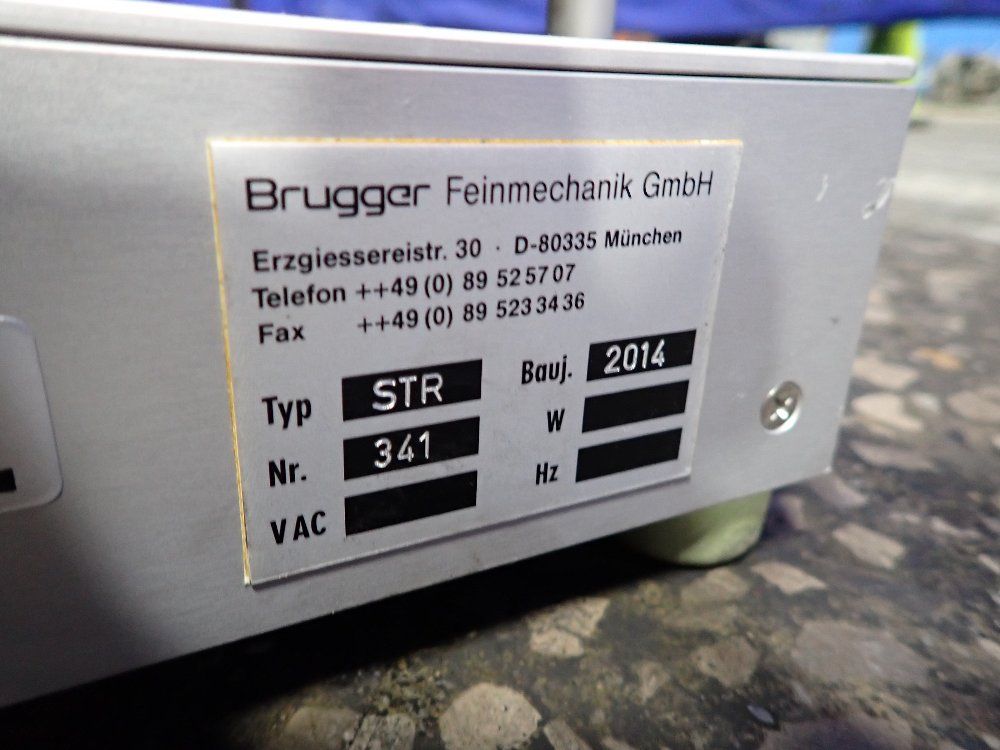 Brugger Feinmechanik GmbH
Erzgiessereistr. 30 · D-80335 München
Telefon ++49 (0) 89 52 57 07
Fax ++49 (0) 89 523 34 36
Typ STR Bauj. 2014
Nr. 341 W
VAC Hz